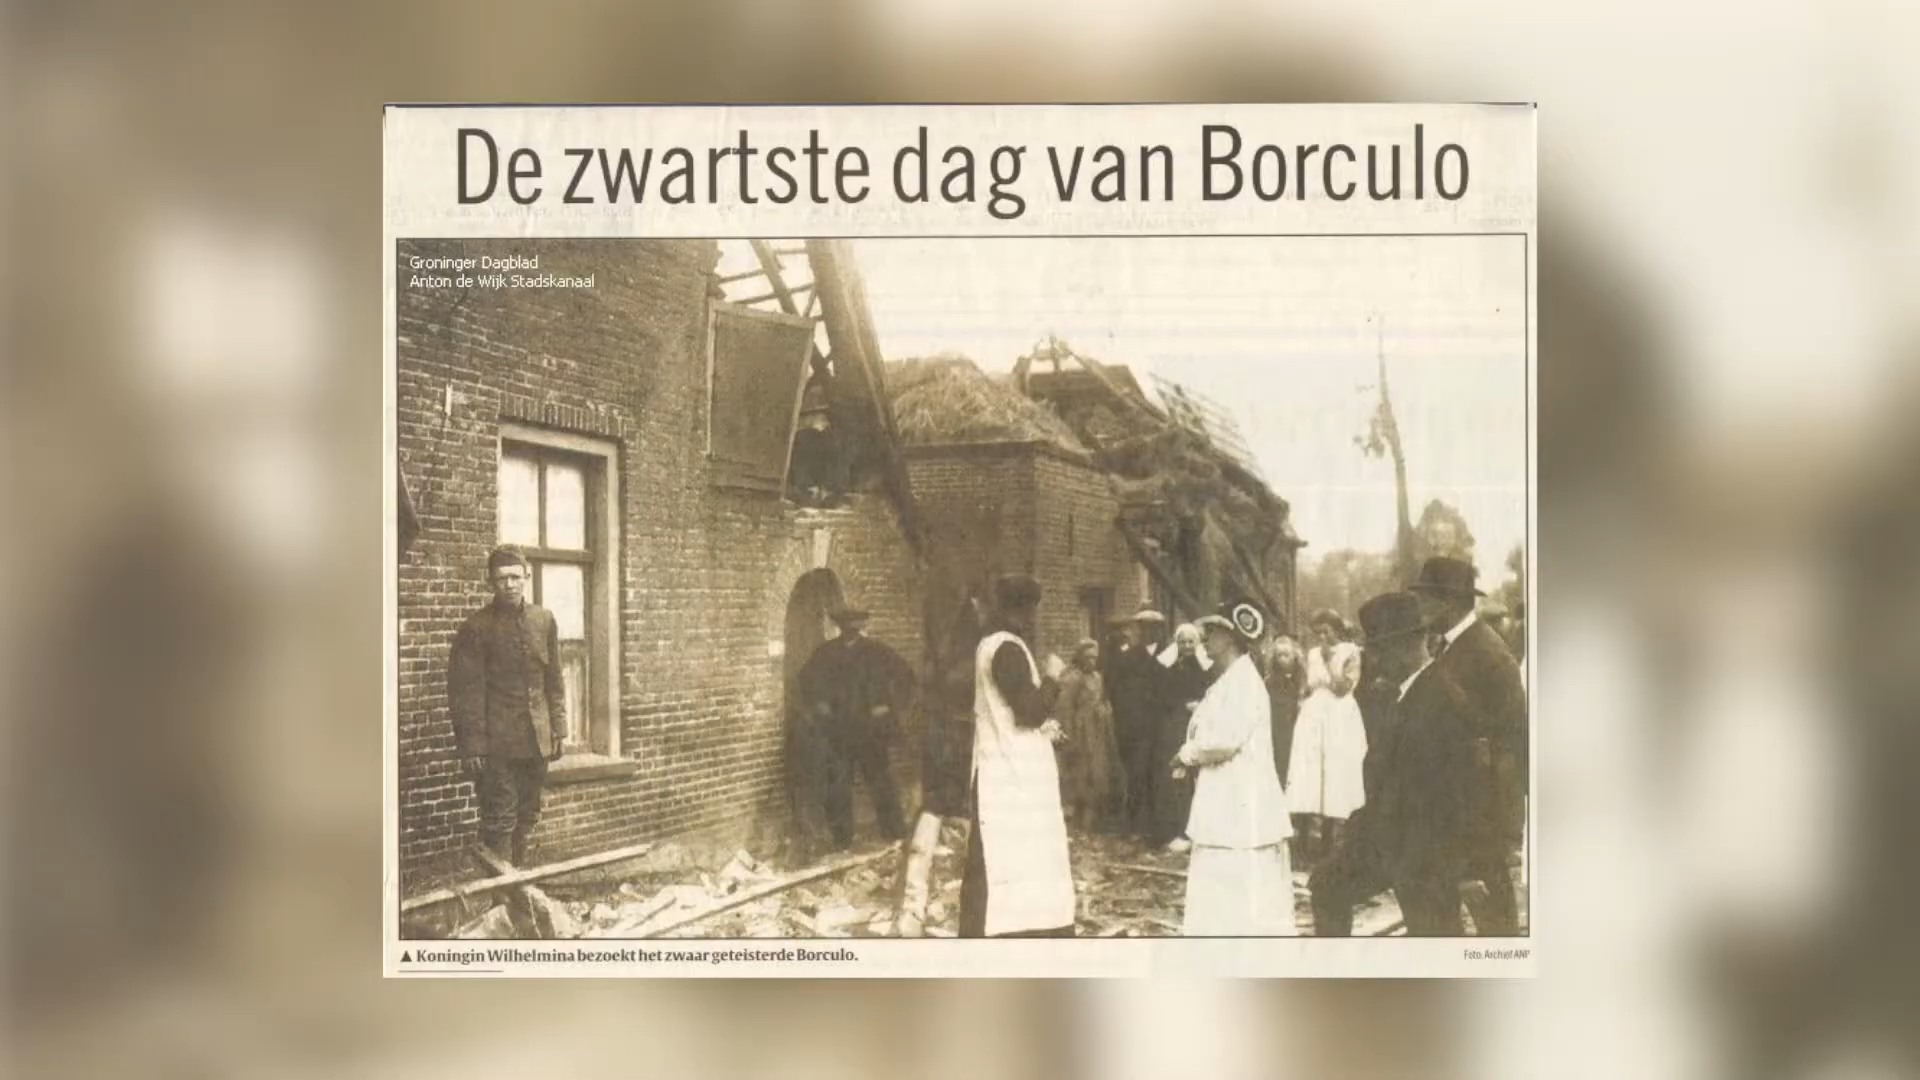 De zwartste dag van Borculo
Groninger Dagblad
Anton de Wijk Stadskanaal
▲ Koningin Wilhelmina bezoekt het zwaar geteisterde Borculo.
Foto: Archief ANP